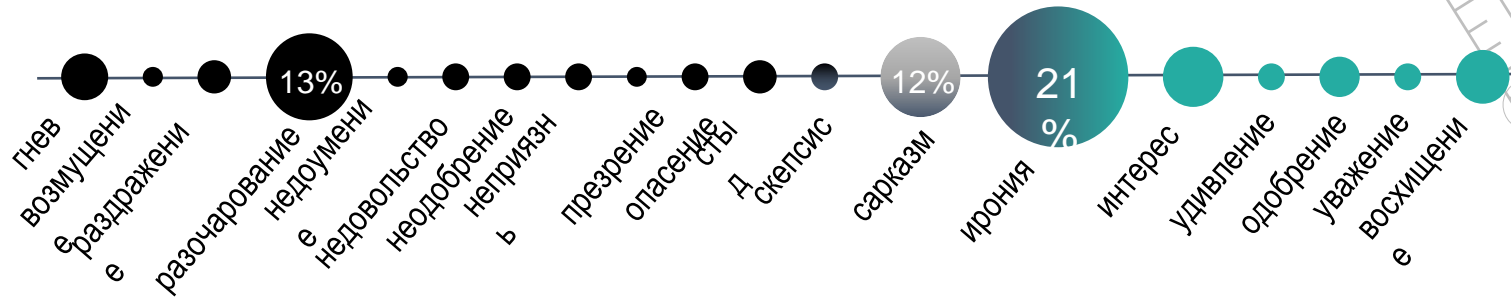 13%
12%
21
%
гнев
возмущени
е
раздражени
е
разочарование
недоумени
е
недовольство
неодобрение
неприязн
ь
презрение
опасение
сты
д
скепсис
сарказм
ирония
интерес
удивление
одобрение
уважение
восхищени
е